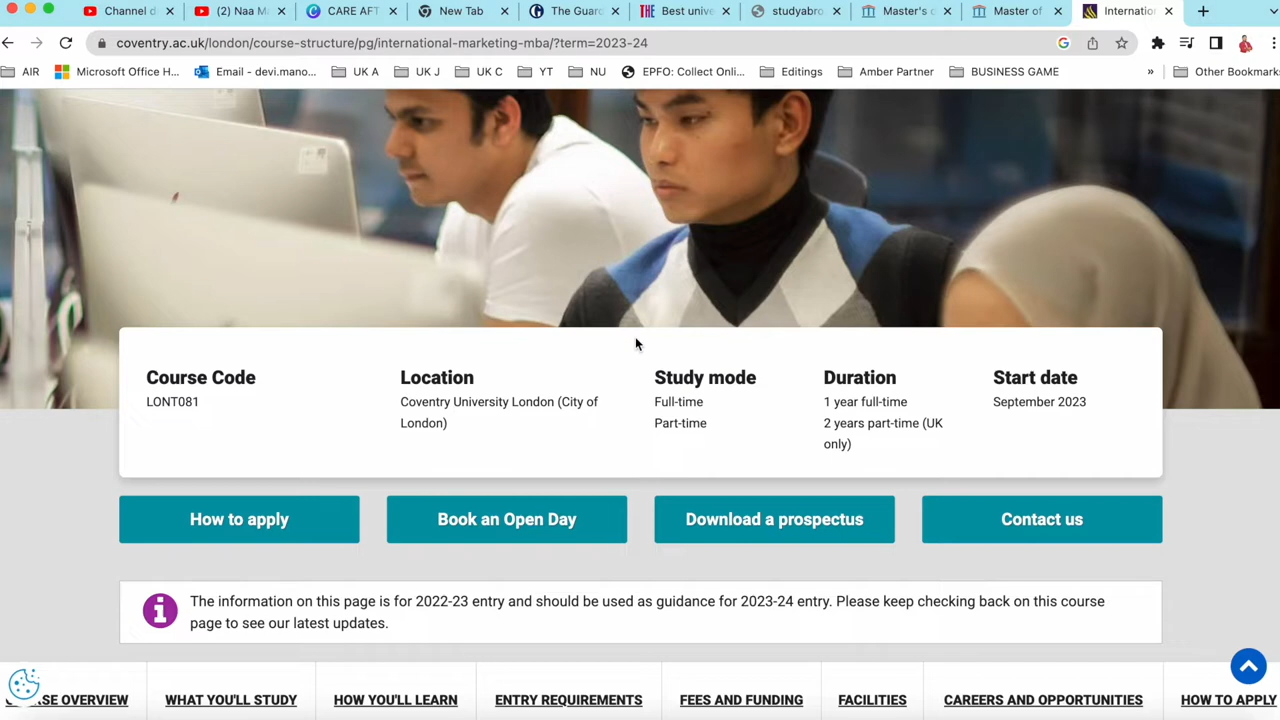 Channel d
(2) Naa M
CARE AFT
New Tab
The Guar
THE Best unive
studyabro
Master's c
Master of
Internatio
coventry.ac.uk/london/course-structure/pg/international-marketing-mba/?term=2023-24
AIR
Microsoft Office H...
Email - devi.mano...
UK A
UK J
UK C
YT
NU
EPFO: Collect Onli...
Editings
Amber Partner
BUSINESS GAME
»
Other Bookmark
Course Code
LONT081
Location
Coventry University London (City of
London)
Study mode
Full-time
Part-time
Duration
1 year full-time
2 years part-time (UK
only)
Start date
September 2023
How to apply
Book an Open Day
Download a prospectus
Contact us
The information on this page is for 2022-23 entry and should be used as guidance for 2023-24 entry. Please keep checking back on this course
page to see our latest updates.
SE OVERVIEW
WHAT YOU'LL STUDY
HOW YOU'LL LEARN
ENTRY REQUIREMENTS
FEES AND FUNDING
FACILITIES
CAREERS AND OPPORTUNITIES
HOW TO APPLY